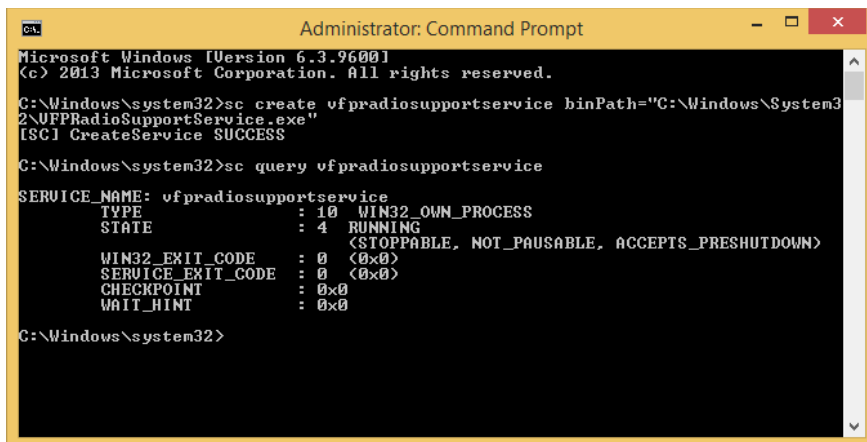 Administrator: Command Prompt
Microsoft Windows [Version 6.3.9600]
(c) 2013 Microsoft Corporation. All rights reserved.
C:\Windows\system32>sc create vfpradiosupportservice binPath="C:\Windows\System3
2\VFPRadioSupportService.exe"
[SC] CreateService SUCCESS
C:\Windows\system32>sc query vfpradiosupportservice
SERVICE_NAME: vfpradiosupportservice
TYPE : 10 WIN32_OWN_PROCESS
STATE : 4 RUNNING
(STOPPABLE, NOT_PAUSABLE, ACCEPTS_PRESHUTDOWN)
WIN32_EXIT_CODE : 0 (0x0)
SERVICE_EXIT_CODE : 0 (0x0)
CHECKPOINT : 0x0
WAIT_HINT : 0x0
C:\Windows\system32>